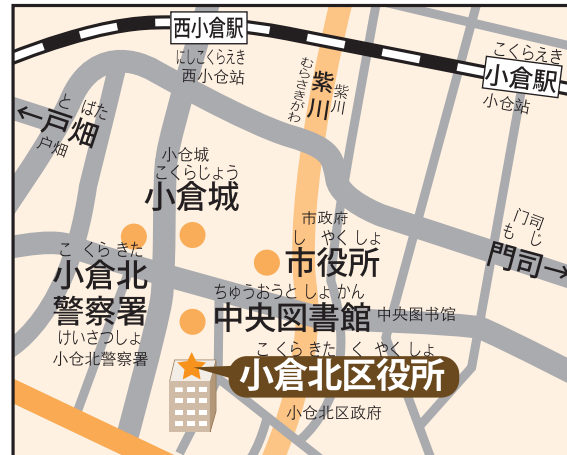 西小倉駅
にしこくらえき
西小仓站
こくらえき
小倉駅
小仓站
むらさきがわ
紫川
紫川
と ばた
←戸畑
户畑
小仓城
こくらじょう
小倉城
市政府
し やく しょ
市役所
门司
も じ
門司→
こ くら きた
小倉北
警察署
けいさつしょ
小仓北警察署
ちゅうおうと しょ かん
中央図書館
中央图书馆
こ くら きた く やく しょ
小倉北区役所
小仓北区政府